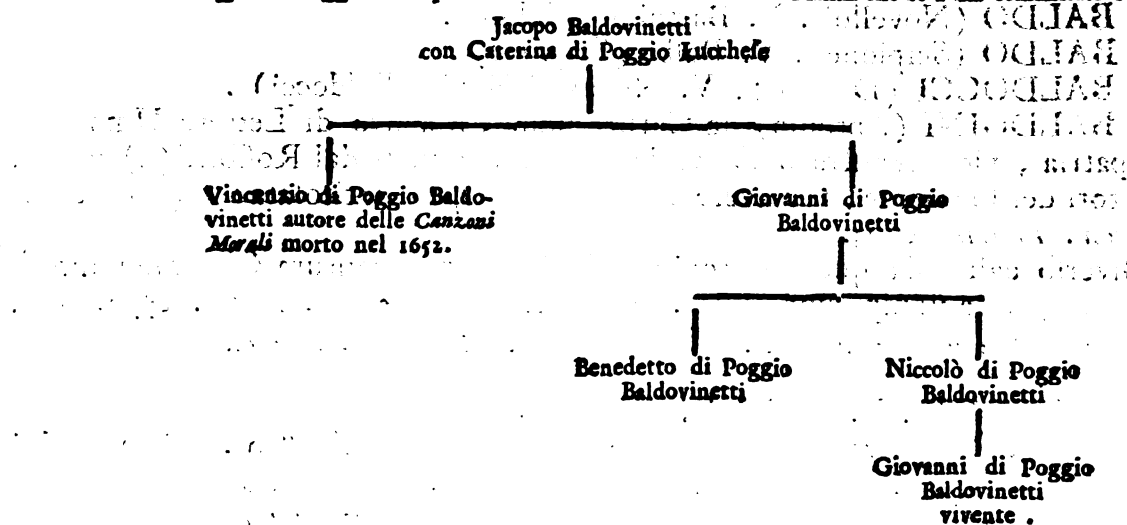 Jacopo Baldovinetti
con Caterina di Poggio Lucchese
Vincenzio di Poggio Baldo-
vinetti autore delle Canzoni
Morali morto nel 1652.
Giovanni di Poggio
Baldovinetti
Benedetto di Poggio
Baldovinetti
Niccolò di Poggio
Baldovinetti
Giovanni di Poggio
Baldovinetti
vivente .